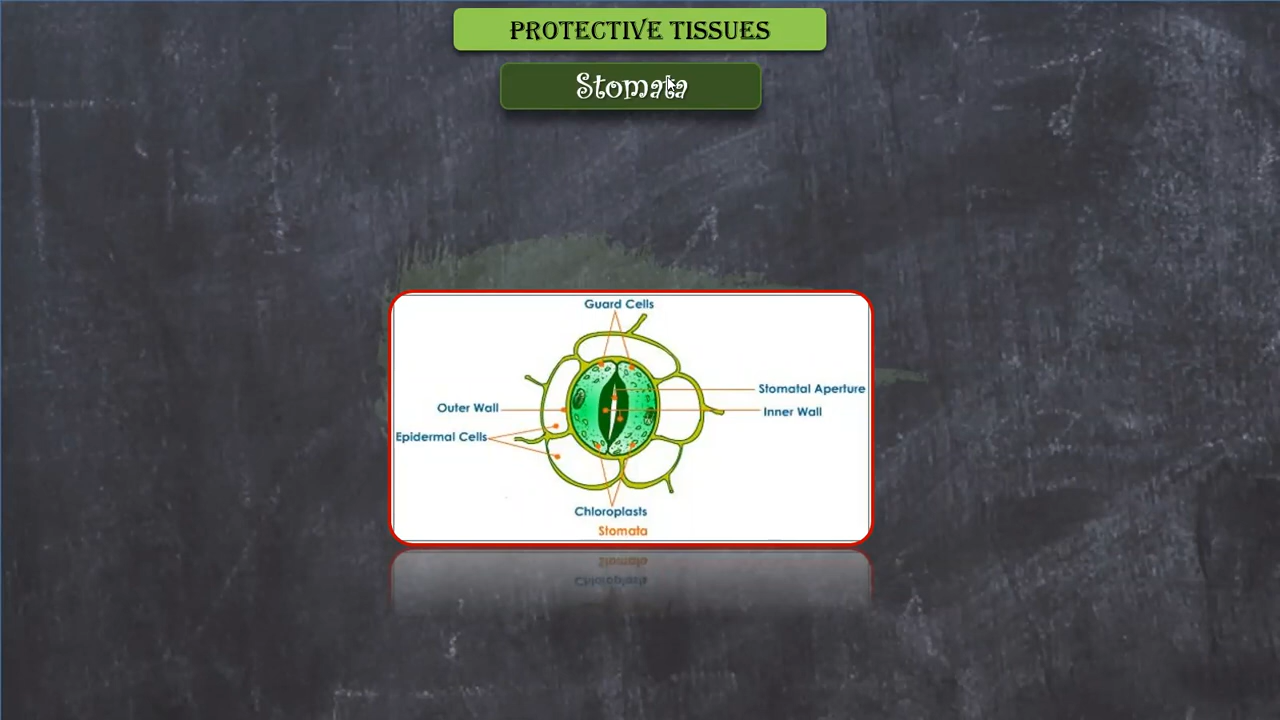 PROTECTIVE TISSUES
Stomata
Guard Cells
Stomatal Aperture
Outer Wall
Inner Wall
Epidermal Cells
Chloroplasts
Stomata